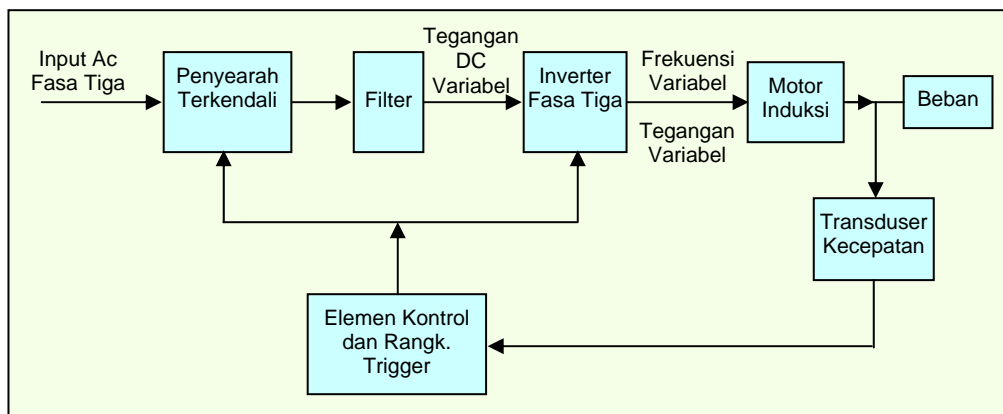 Input Ac
Fasa Tiga
Penyearah
Terkendali
Filter
Tegangan
DC
Variabel
Inverter
Fasa Tiga
Frekuensi
Variabel
Tegangan
Variabel
Motor
Induksi
Beban
Transduser
Kecepatan
Elemen Kontrol
dan Rangk.
Trigger